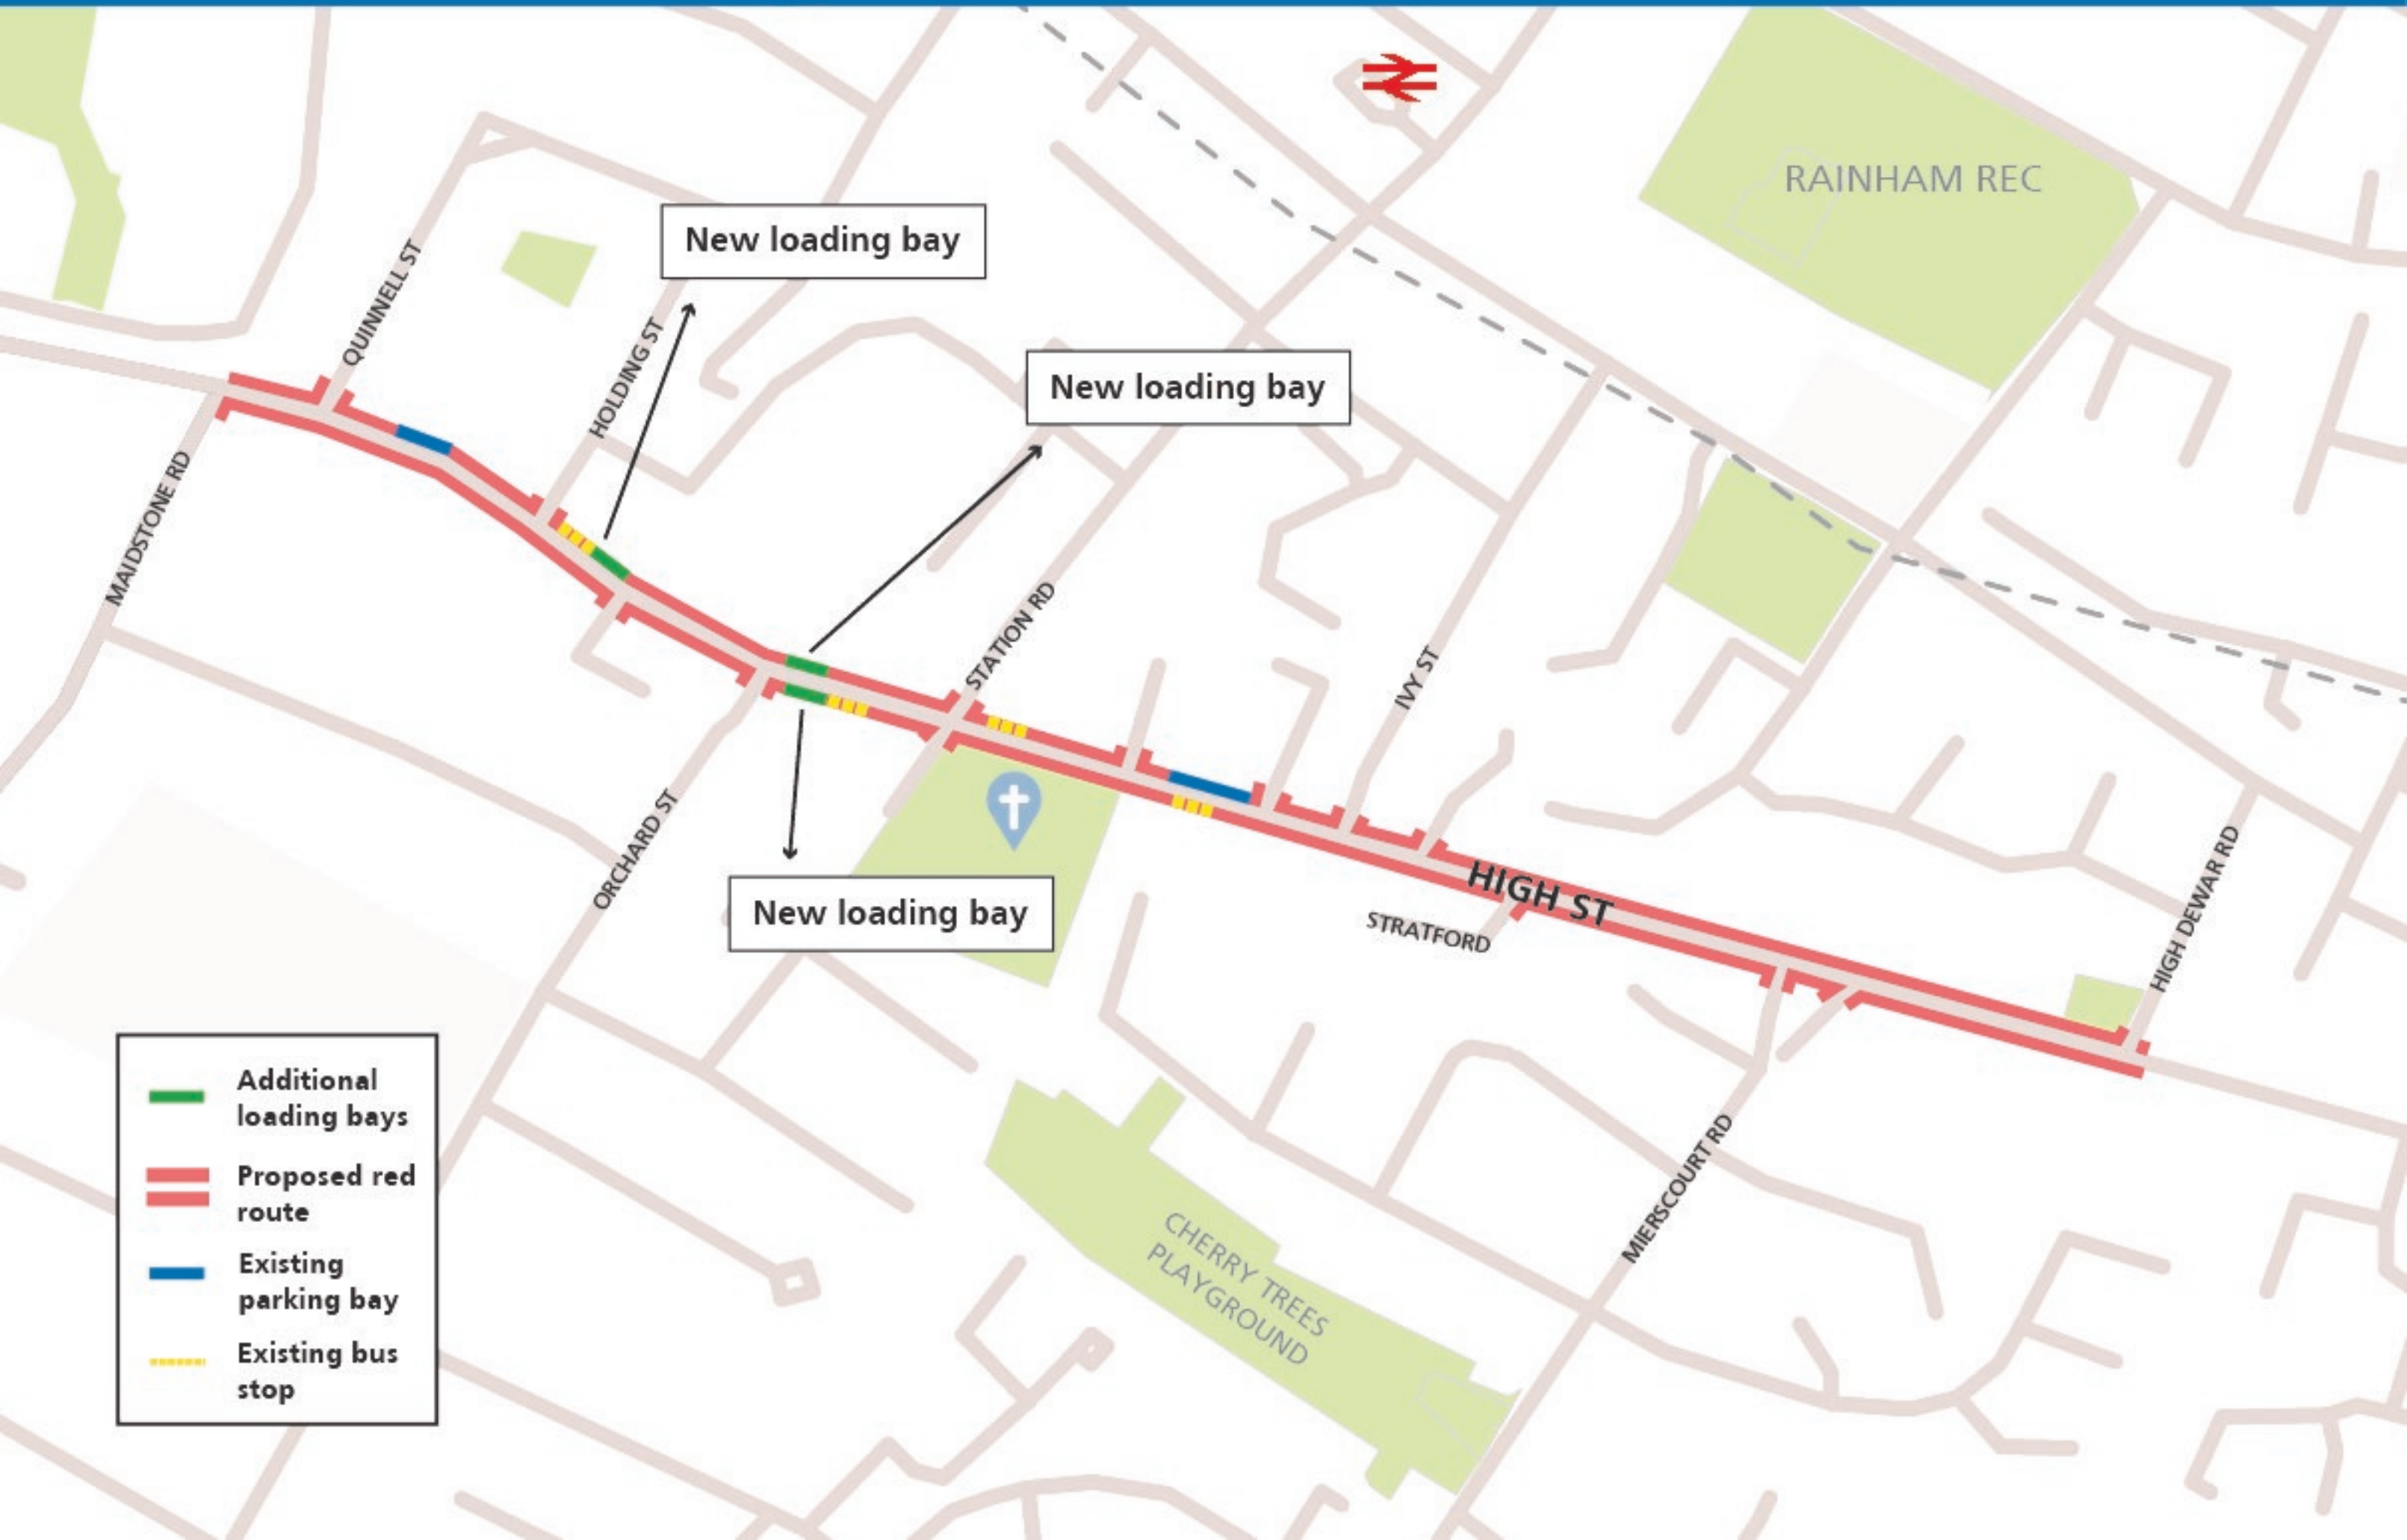 RAINHAM REC
New loading bay
QUINNELL ST
HOLDING ST
New loading bay
MAIDSTONE RD
STATION RD
IVY ST
ORCHARD ST
New loading bay
HIGH ST
STRATFORD
HIGH DEWAR RD
MIERSCOURT RD
CHERRY TREES
PLAYGROUND
Additional
loading bays
Proposed red
route
Existing
parking bay
Existing bus
stop